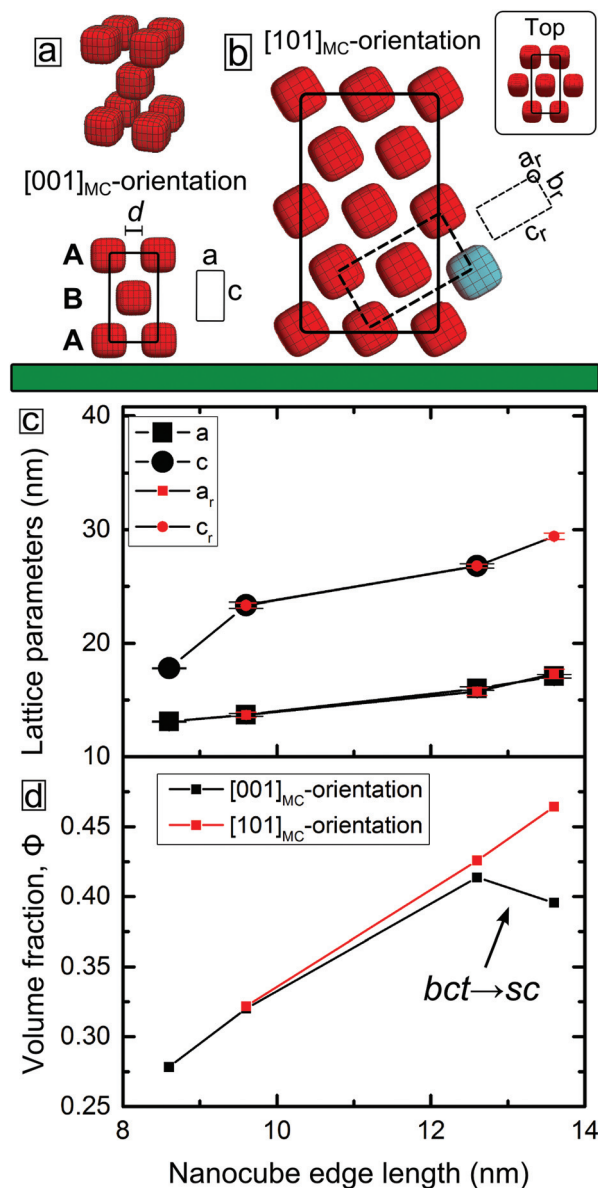 a
b
[101]MC-orientation
Top
[001]MC-orientation
d
A
B
A
a
c
ar
br
cr
c
Lattice parameters (nm)
40
30
20
10
a
c
ar
cr
d
Volume fraction, Φ
0.45
0.40
0.35
0.30
0.25
[001]MC-orientation
[101]MC-orientation
bct→sc
8 10 12 14
Nanocube edge length (nm)